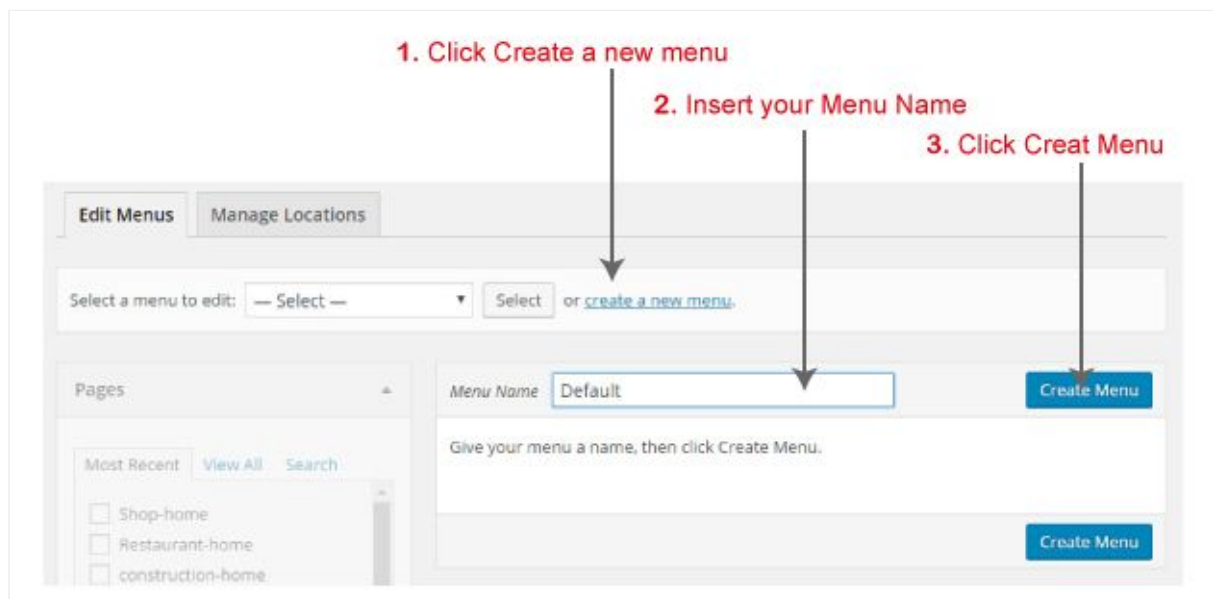 1. Click Create a new menu
2. Insert your Menu Name
3. Click Creat Menu
Edit Menus Manage Locations
Select a menu to edit: — Select — Select or create a new menu.
Pages
Menu Name Default Create Menu
Give your menu a name, then click Create Menu.
Most Recent View All Search
Shop-home
Restaurant-home
construction-home
Create Menu